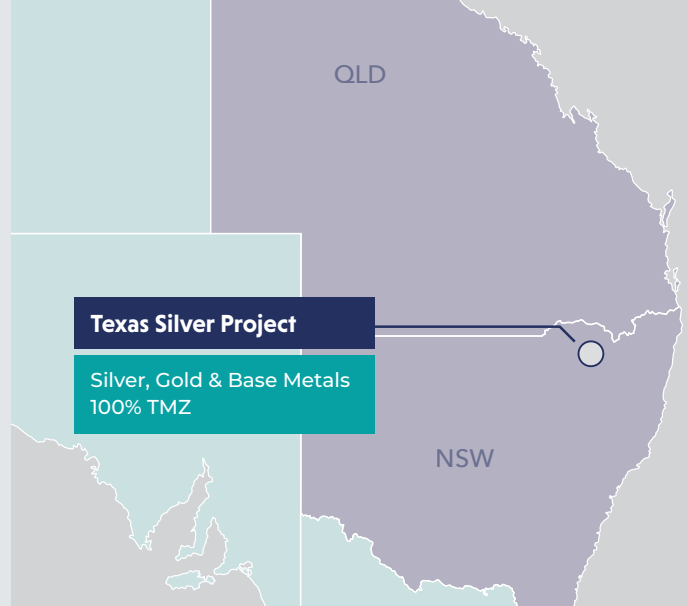 QLD
Texas Silver Project
Silver, Gold & Base Metals
100% TMZ
NSW